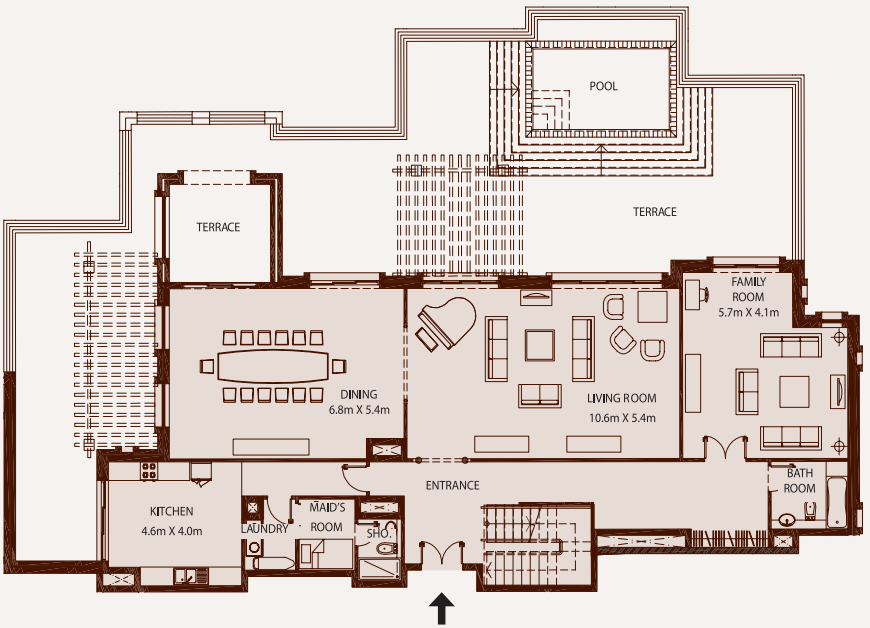 POOL
TERRACE
TERRACE
FAMILY
ROOM
5.7m X 4.1m
DINING
6.8m X 5.4m
LIVING ROOM
10.6m X 5.4m
KITCHEN
4.6m X 4.0m
LAUNDRY
MAID'S
ROOM
SHO.
ENTRANCE
BATH
ROOM